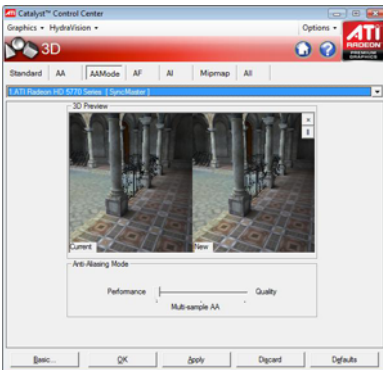 ATI Catalyst™ Control Center
Graphics HydraVision Options
3D
ATI
RADEON
PREMIUM
GRAPHICS
Standard AA AAMode AF AI Mipmap All
1.ATI Radeon HD 5770 Series [ SyncMaster ]
3D Preview
Current New
Anti-Aliasing Mode
Performance Quality
Multi-sample AA
Basic... OK Apply Discard Defaults